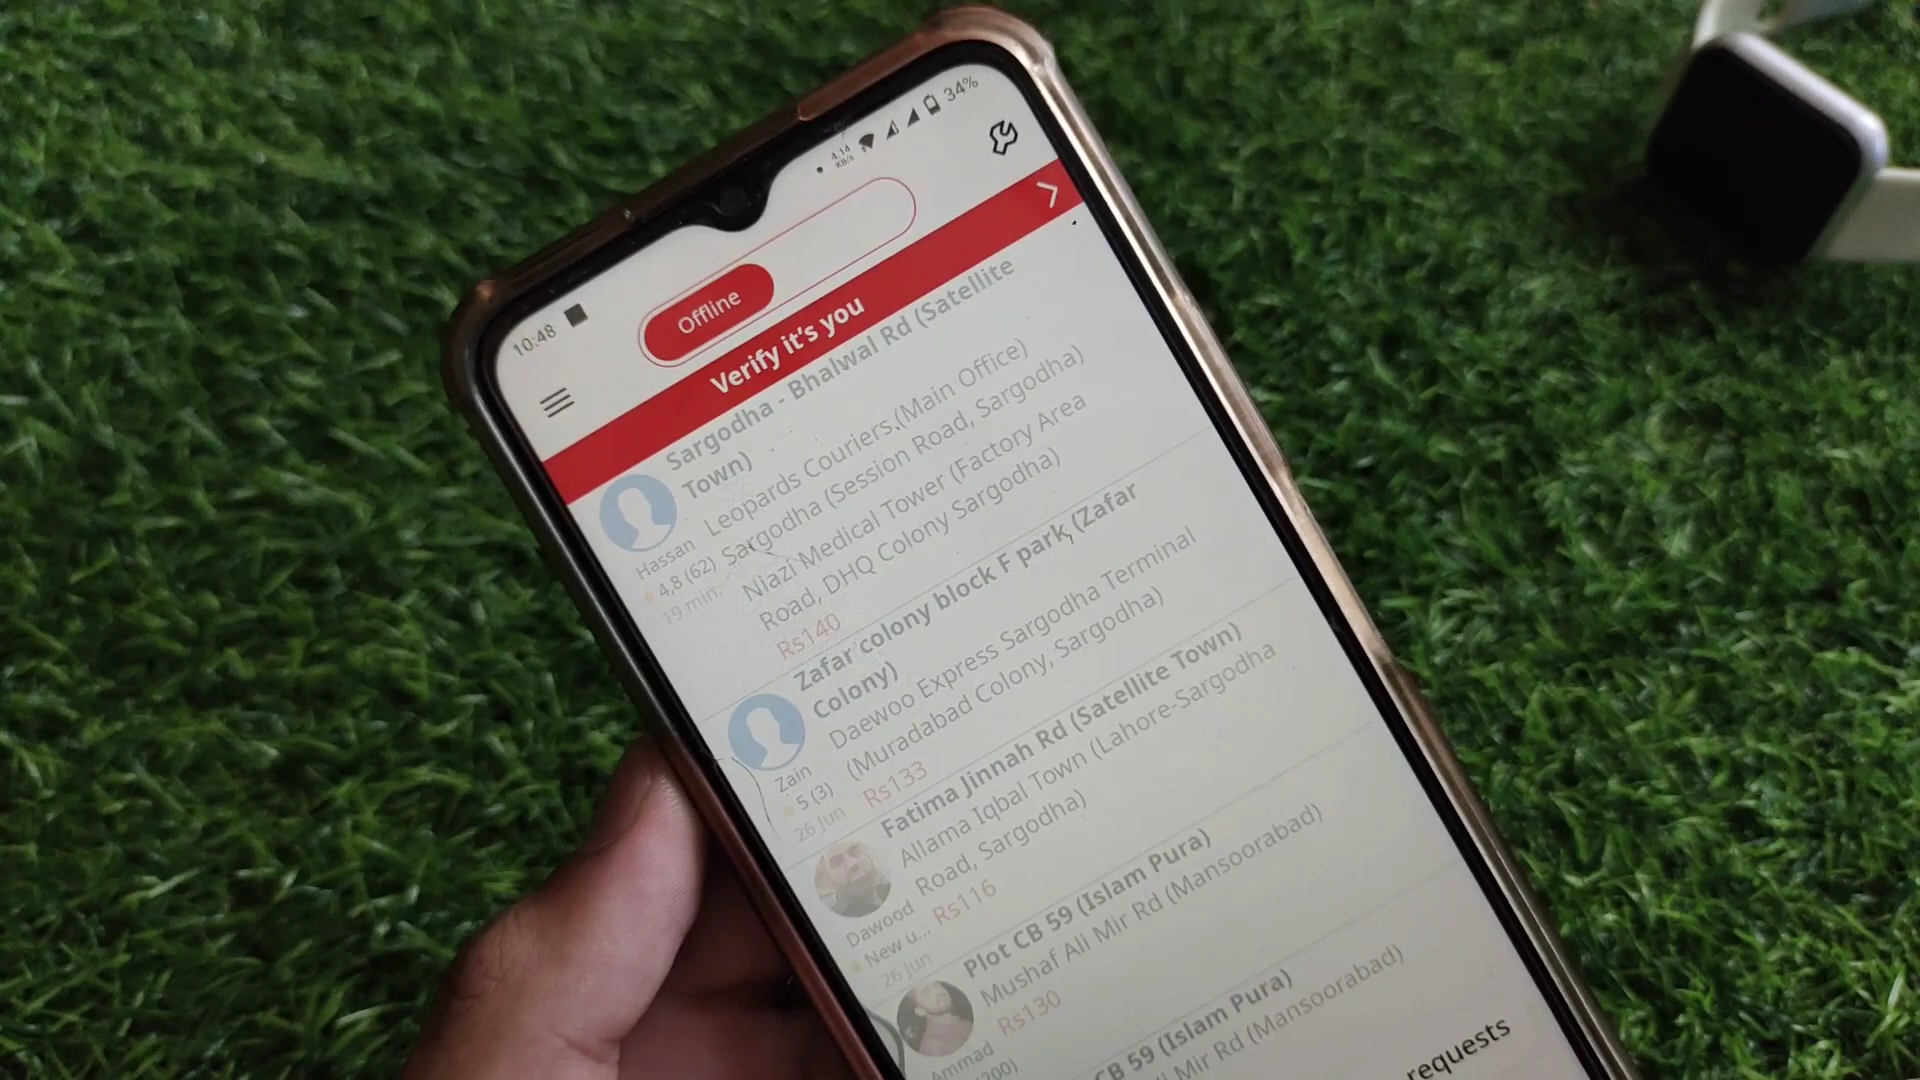 10:48
4.14
KB/s
34%
Offline
Verify it's you
Sargodha - Bhalwal Rd (Satellite
Town)
Leopards Couriers.(Main Office)
Sargodha (Session Road, Sargodha)
Niazi Medical Tower (Factory Area
Road, DHQ Colony Sargodha)
Rs140
Hassan
4,8 (62)
19 min.
Zafar colony block F park (Zafar
Colony)
Daewoo Express Sargodha Terminal
(Muradabad Colony, Sargodha)
Rs133
Zain
5 (3)
26 Jun
Fatima Jinnah Rd (Satellite Town)
Allama Iqbal Town (Lahore-Sargodha
Road, Sargodha)
Rs116
Dawood
New u...
26 Jun
Plot CB 59 (Islam Pura)
Mushaf Ali Mir Rd (Mansoorabad)
Rs130
Ammad
CB 59 (Islam Pura)
Mir Rd (Mansoorabad)
requests